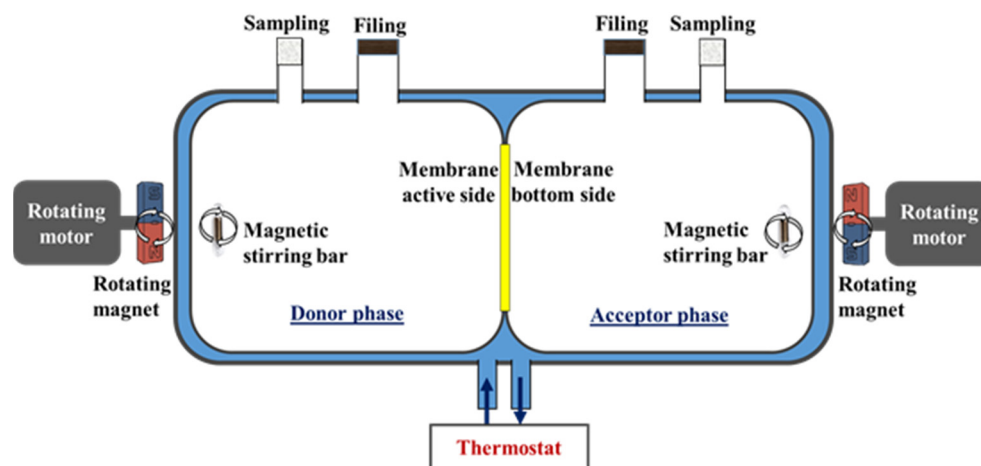 Sampling
Filing
Filing
Sampling
Membrane
active side
Membrane
bottom side
Rotating
motor
Magnetic
stirring bar
Rotating
magnet
Magnetic
stirring bar
Rotating
motor
Rotating
magnet
Donor phase
Acceptor phase
Thermostat